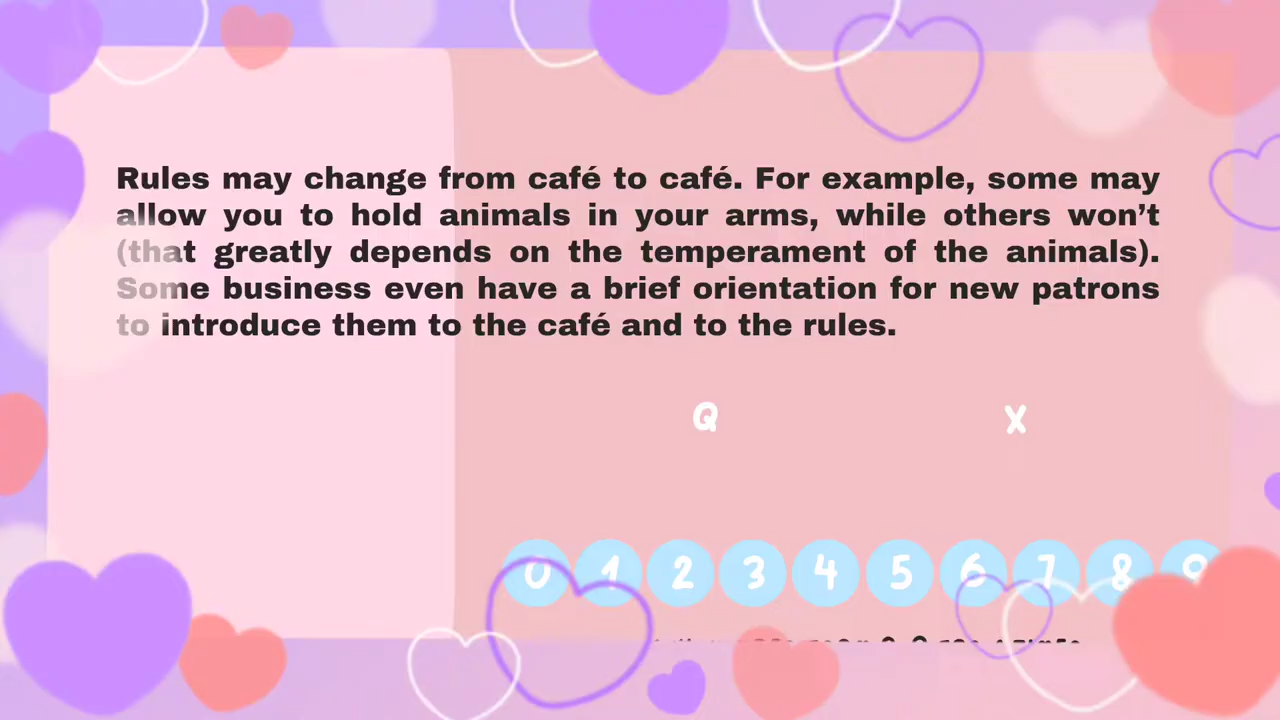 Rules may change from café to café. For example, some may
allow you to hold animals in your arms, while others won’t
(that greatly depends on the temperament of the animals).
Some business even have a brief orientation for new patrons
to introduce them to the café and to the rules.
Q X
0 1 2 3 4 5 6 7 8 9